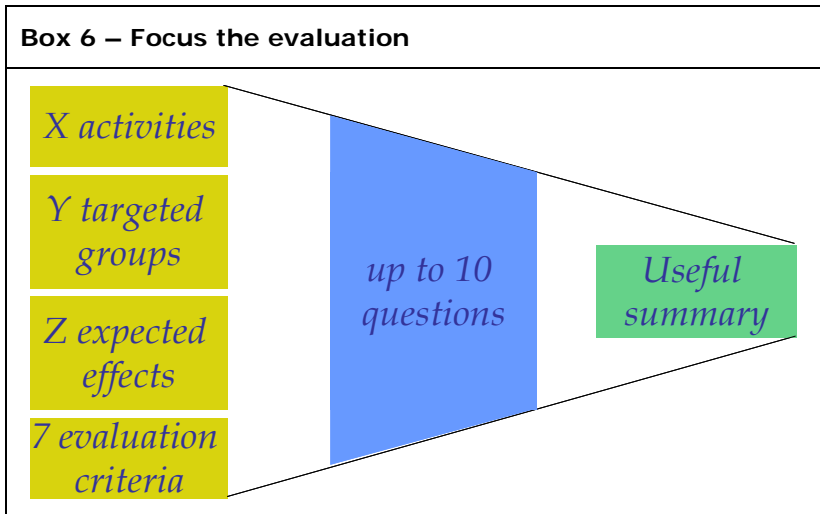 Box 6 – Focus the evaluation
X activities
Y targeted
groups
Z expected
effects
7 evaluation
criteria
up to 10
questions
Useful
summary